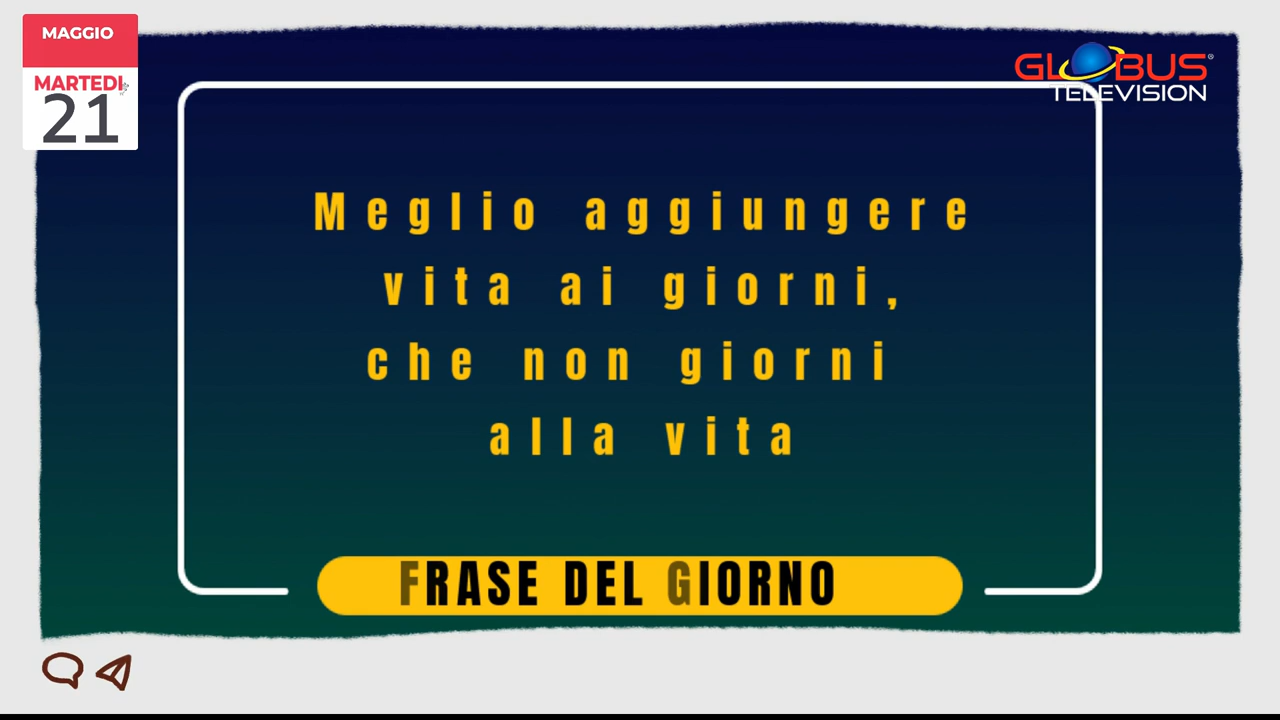 MAGGIO
MARTEDI
21
GLOBUS
TELEVISION
Meglio aggiungere
vita ai giorni,
che non giorni
alla vita
FRASE DEL GIORNO